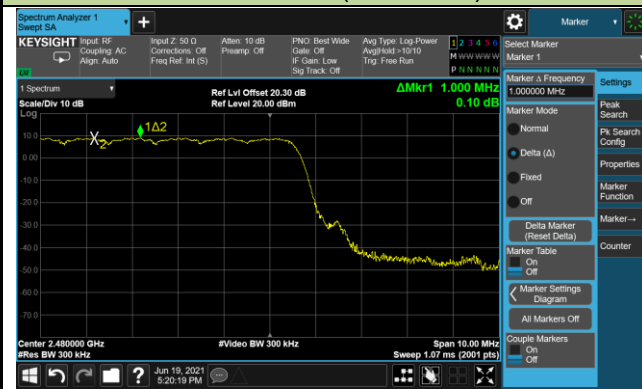 Spectrum Analyzer 1
Swept SA
Marker
KEYSIGHT
Input: RF
Coupling: AC
Align: Auto
Input Z: 50 Ω
Corrections: Off
Freq Ref: Int (S)
Atten: 10 dB
Preamp: Off
PNO: Best Wide
Gate: Off
IF Gain: Low
Sig Track: Off
Avg Type: Log-Power
Avg|Hold:>10/10
Trig: Free Run
1 2 3 4 5 6
M W W W W W
P N N N N N
Select Marker
Marker 1
LV
1 Spectrum
Scale/Div 10 dB
Log
Ref Lvl Offset 20.30 dB
Ref Level 20.00 dBm
ΔMkr1 1.000 MHz
0.10 dB
1Δ2
2
10.0
0.00
-10.0
-20.0
-30.0
-40.0
-50.0
-60.0
-70.0
Center 2.480000 GHz
#Res BW 300 kHz
#Video BW 300 kHz
Span 10.00 MHz
Sweep 1.07 ms (2001 pts)
Marker Δ Frequency
1.000000 MHz
Marker Mode
Normal
Delta (Δ)
Fixed
Off
Delta Marker
(Reset Delta)
Marker Table
On
Off
Marker Settings
Diagram
All Markers Off
Couple Markers
On
Off
Settings
Peak
Search
Pk Search
Config
Properties
Marker
Function
Marker→
Counter
Jun 19, 2021
5:20:19 PM